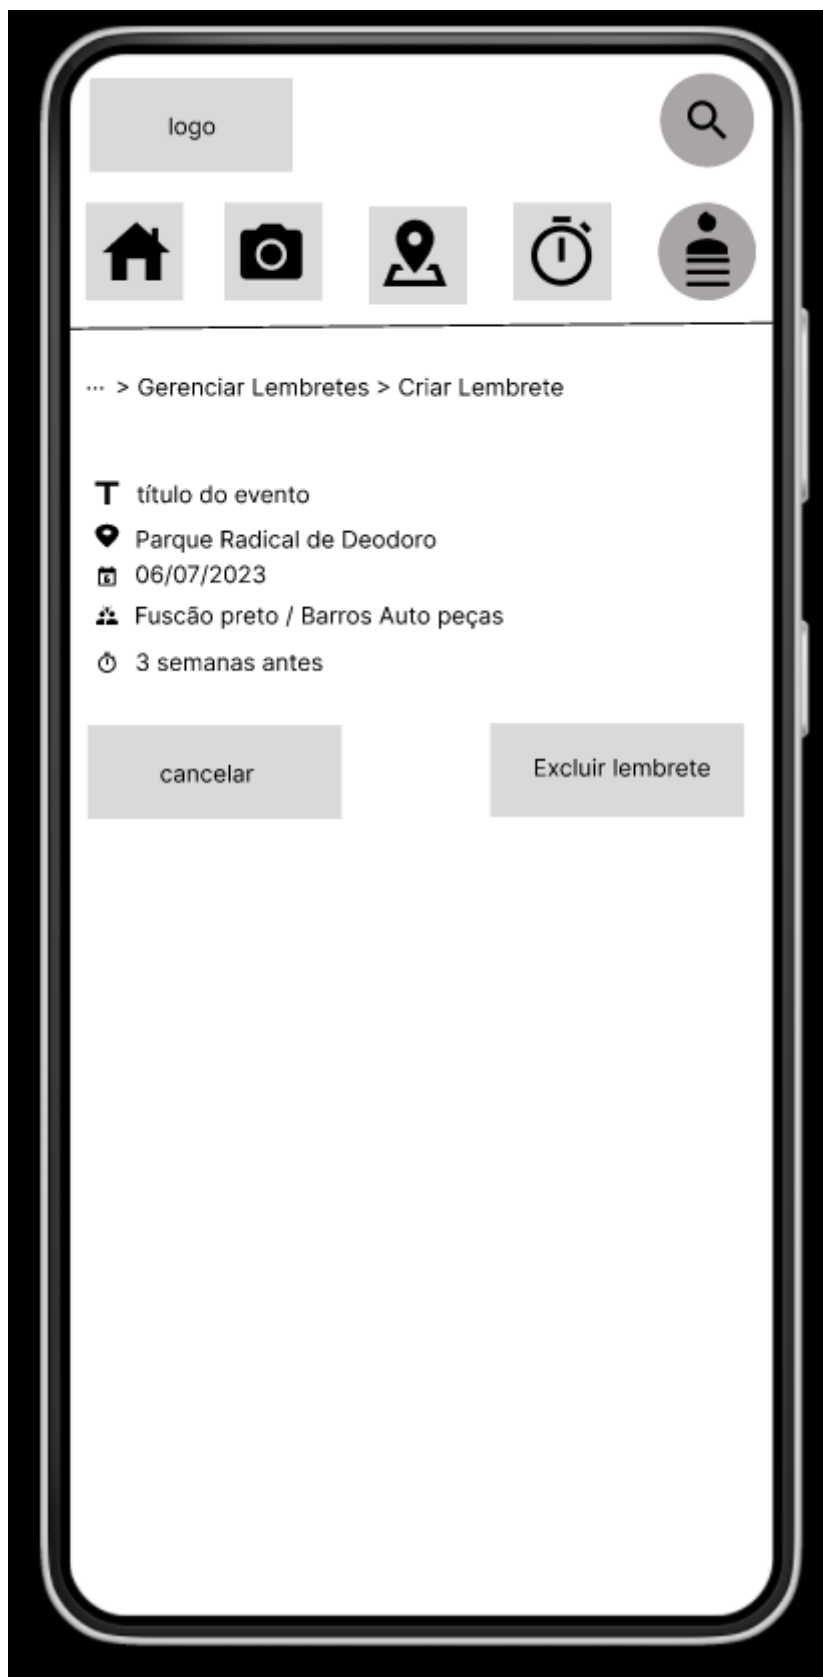 logo
··· > Gerenciar Lembretes > Criar Lembrete
título do evento
Parque Radical de Deodoro
06/07/2023
Fuscão preto / Barros Auto peças
3 semanas antes
cancelar
Excluir lembrete